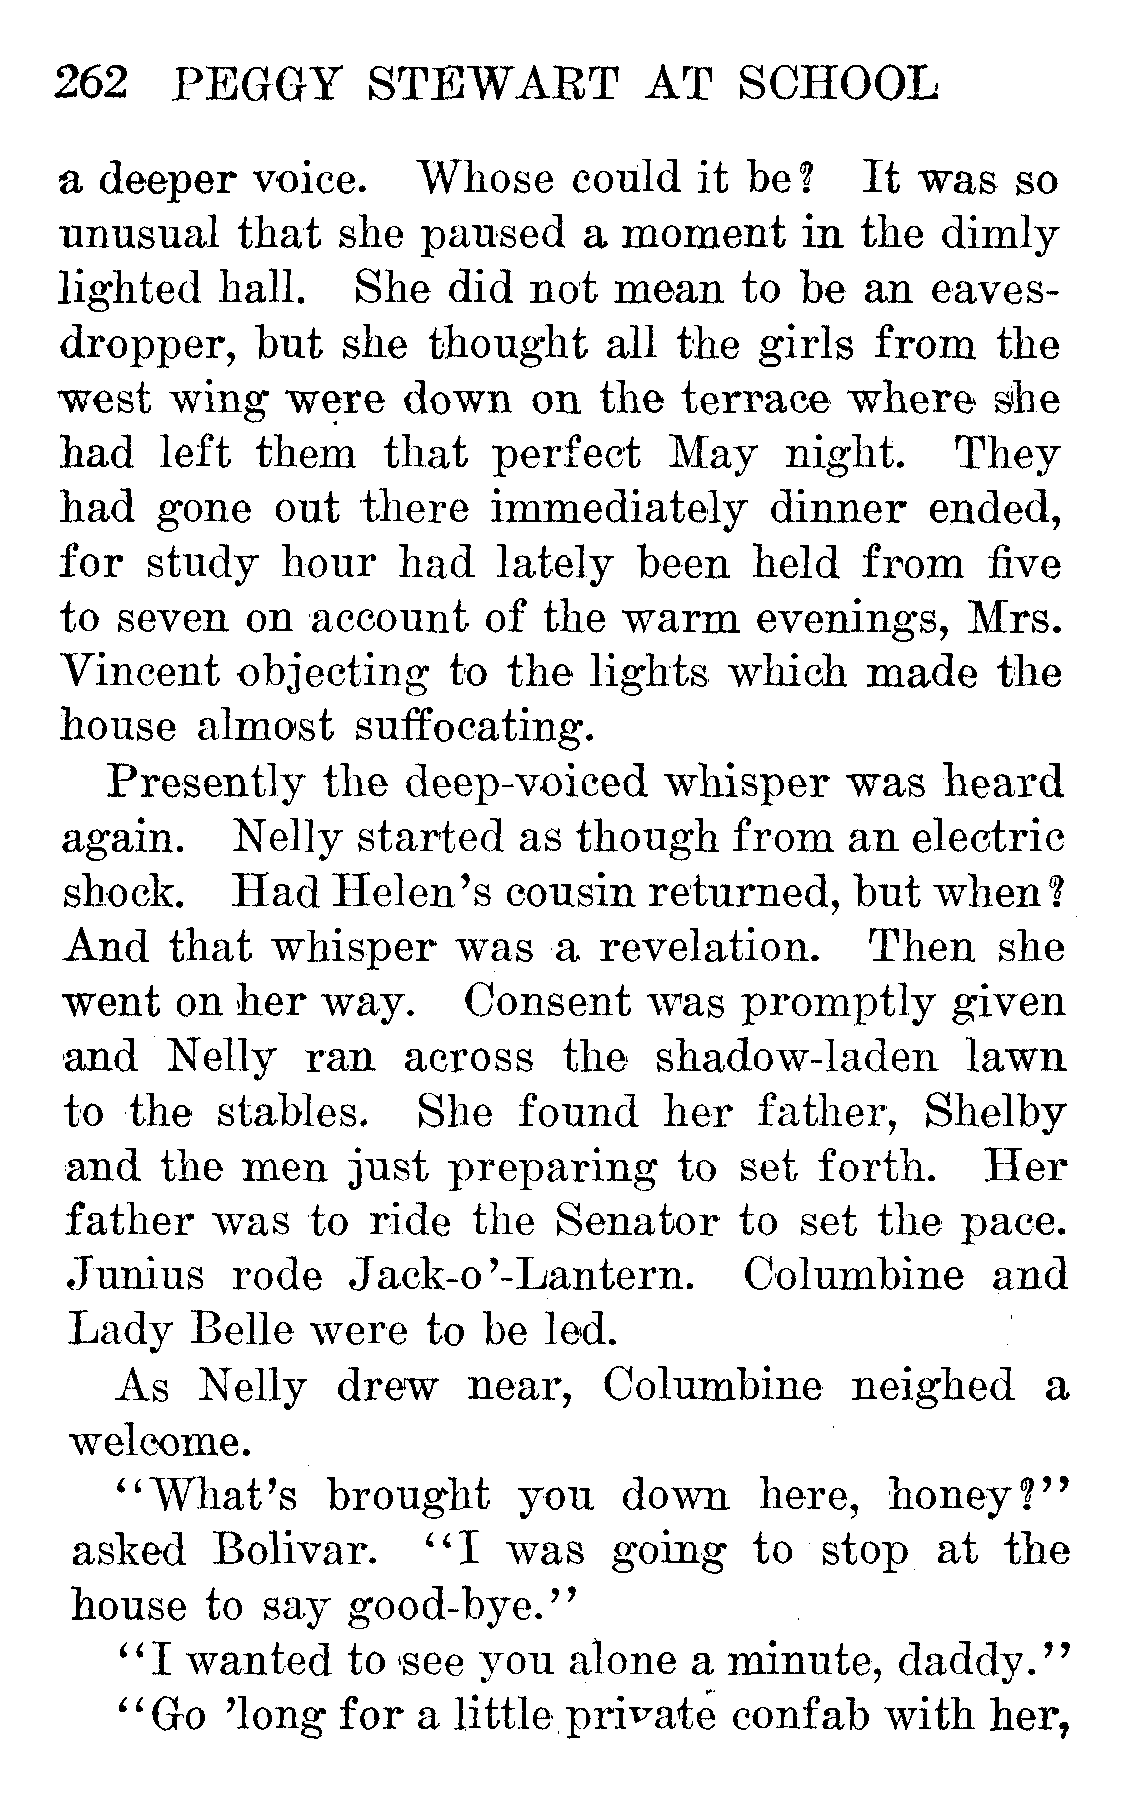 262 PEGGY STEWART AT SCHOOL
a deeper voice. Whose could it be? It was so
unusual that she paused a moment in the dimly
lighted hall. She did not mean to be an eaves-
dropper, but she thought all the girls from the
west wing were down on the terrace where she
had left them that perfect May night. They
had gone out there immediately dinner ended,
for study hour had lately been held from five
to seven on account of the warm evenings, Mrs.
Vincent objecting to the lights which made the
house almost suffocating.
Presently the deep-voiced whisper was heard
again. Nelly started as though from an electric
shock. Had Helen's cousin returned, but when?
And that whisper was a revelation. Then she
went on her way. Consent was promptly given
and Nelly ran across the shadow-laden lawn
to the stables. She found her father, Shelby
and the men just preparing to set forth. Her
father was to ride the Senator to set the pace.
Junius rode Jack-o'-Lantern. Columbine and
Lady Belle were to be led.
As Nelly drew near, Columbine neighed a
welcome.
"What's brought you down here, honey?"
asked Bolivar. "I was going to stop at the
house to say good-bye."
"I wanted to see you alone a minute, daddy."
"Go 'long for a little private confab with her,